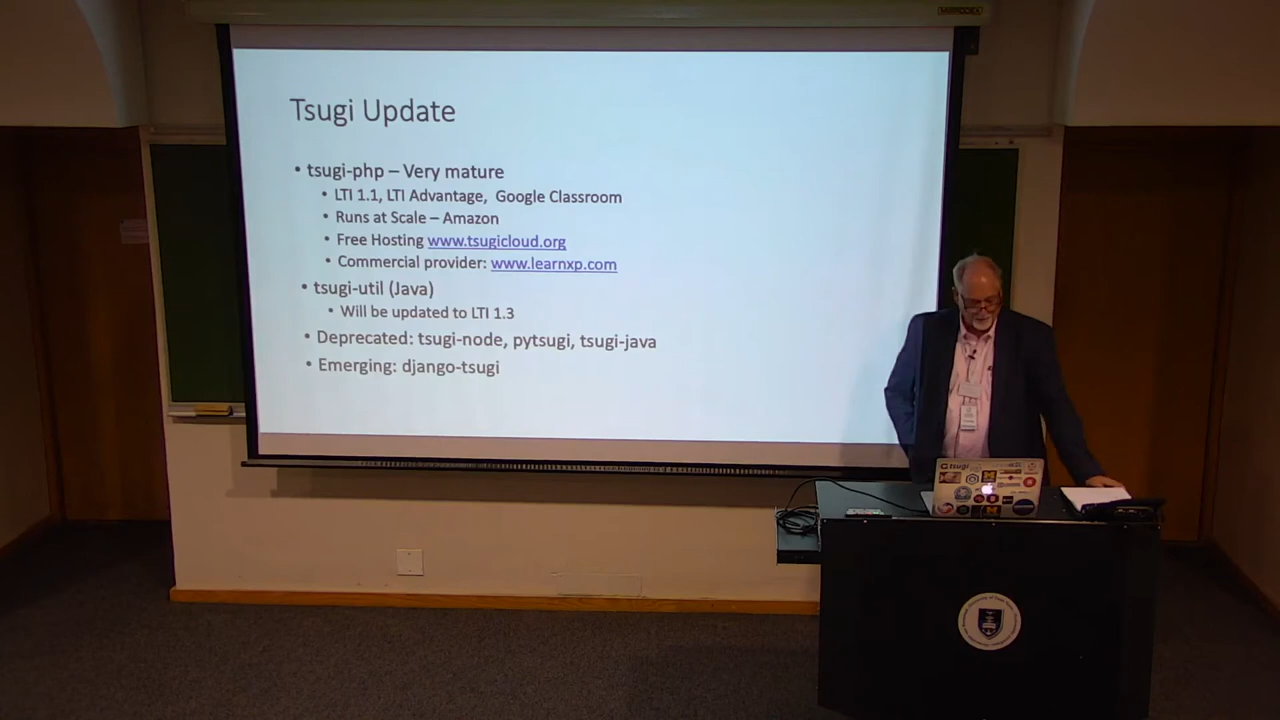 Tsugi Update
• tsugi-php – Very mature
• LTI 1.1, LTI Advantage, Google Classroom
• Runs at Scale – Amazon
• Free Hosting www.tsugicloud.org
• Commercial provider: www.learnxp.com
• tsugi-util (Java)
• Will be updated to LTI 1.3
• Deprecated: tsugi-node, pytsugi, tsugi-java
• Emerging: django-tsugi
tsugi